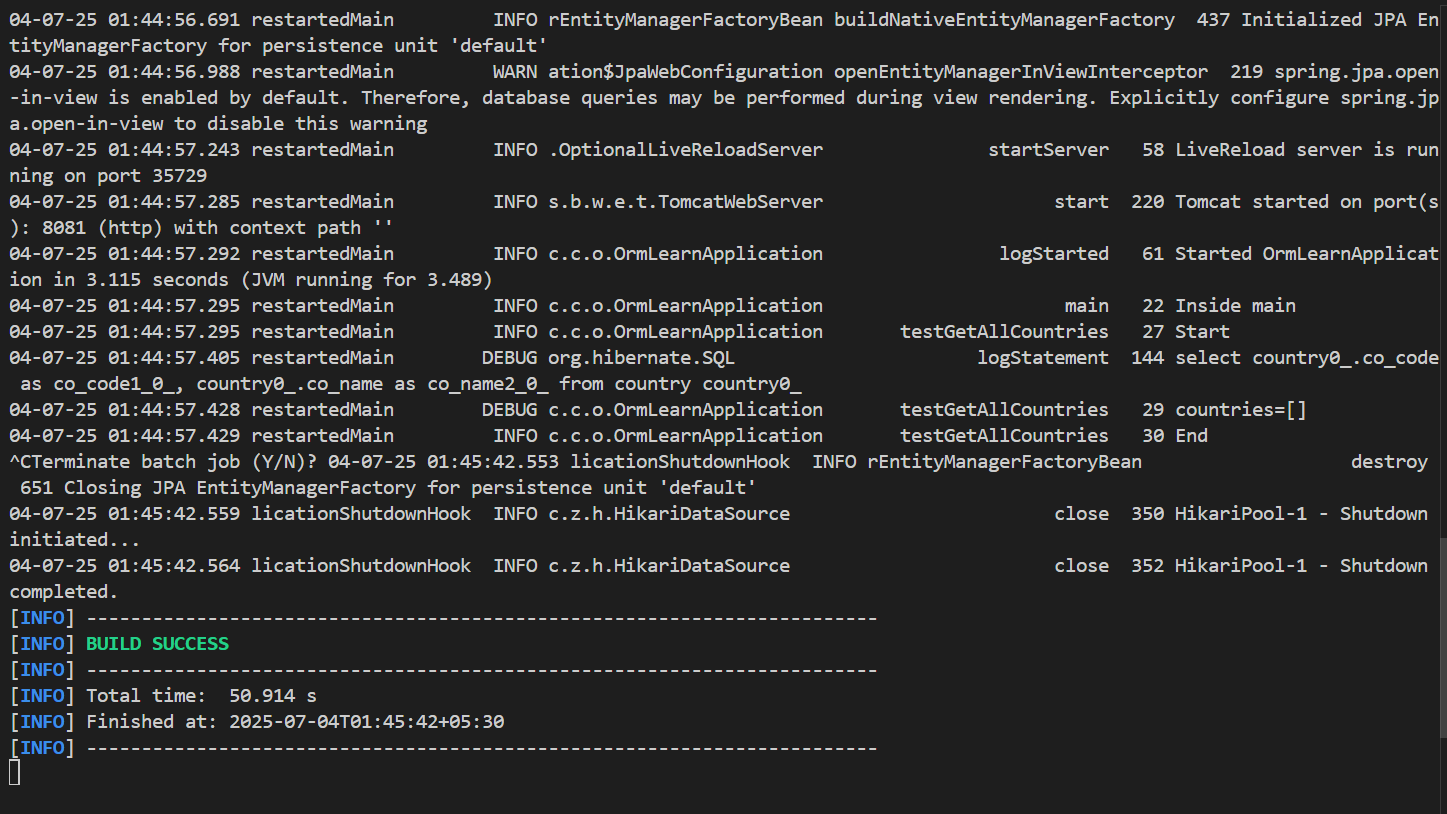 04-07-25 01:44:56.691 restartedMain         INFO rEntityManagerFactoryBean buildNativeEntityManagerFactory  437 Initialized JPA En
tityManagerFactory for persistence unit 'default'
04-07-25 01:44:56.988 restartedMain         WARN ation$JpaWebConfiguration openEntityManagerInViewInterceptor  219 spring.jpa.open
-in-view is enabled by default. Therefore, database queries may be performed during view rendering. Explicitly configure spring.jp
a.open-in-view to disable this warning
04-07-25 01:44:57.243 restartedMain         INFO .OptionalLiveReloadServer               startServer   58 LiveReload server is run
ning on port 35729
04-07-25 01:44:57.285 restartedMain         INFO s.b.w.e.t.TomcatWebServer                     start  220 Tomcat started on port(s
): 8081 (http) with context path ''
04-07-25 01:44:57.292 restartedMain         INFO c.c.o.OrmLearnApplication                logStarted   61 Started OrmLearnApplicat
ion in 3.115 seconds (JVM running for 3.489)
04-07-25 01:44:57.295 restartedMain         INFO c.c.o.OrmLearnApplication                      main   22 Inside main
04-07-25 01:44:57.295 restartedMain         INFO c.c.o.OrmLearnApplication       testGetAllCountries   27 Start
04-07-25 01:44:57.405 restartedMain        DEBUG org.hibernate.SQL                      logStatement  144 select country0_.co_code
 as co_code1_0_, country0_.co_name as co_name2_0_ from country country0_
04-07-25 01:44:57.428 restartedMain        DEBUG c.c.o.OrmLearnApplication       testGetAllCountries   29 countries=[]
04-07-25 01:44:57.429 restartedMain         INFO c.c.o.OrmLearnApplication       testGetAllCountries   30 End
^CTerminate batch job (Y/N)? 04-07-25 01:45:42.553 licationShutdownHook  INFO rEntityManagerFactoryBean                   destroy
 651 Closing JPA EntityManagerFactory for persistence unit 'default'
04-07-25 01:45:42.559 licationShutdownHook  INFO c.z.h.HikariDataSource                        close  350 HikariPool-1 - Shutdown
initiated...
04-07-25 01:45:42.564 licationShutdownHook  INFO c.z.h.HikariDataSource                        close  352 HikariPool-1 - Shutdown
completed.
[INFO] ------------------------------------------------------------------------
[INFO] BUILD SUCCESS
[INFO] ------------------------------------------------------------------------
[INFO] Total time:  50.914 s
[INFO] Finished at: 2025-07-04T01:45:42+05:30
[INFO] ------------------------------------------------------------------------